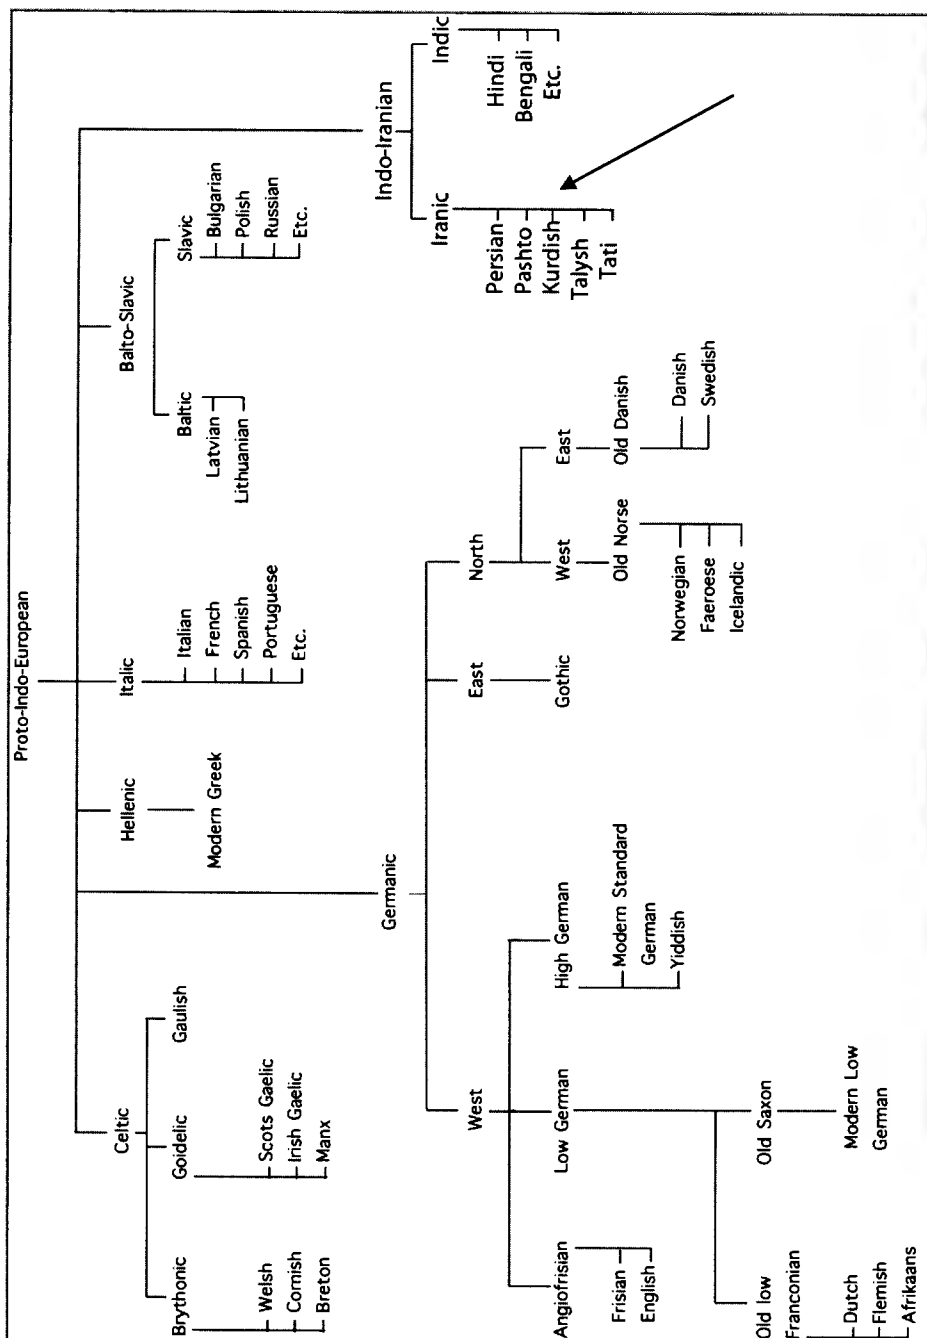 Proto-Indo-European
Celtic
Brythonic
Welsh
Cornish
Breton
Goidelic
Scots Gaelic
Irish Gaelic
Manx
Gaulish
Germanic
West
Angiofrisian
Frisian
English
Low German
Old low
Franconian
Dutch
Flemish
Afrikaans
Old Saxon
Modern Low
German
High German
Modern Standard
German
Yiddish
East
Gothic
North
West
Old Norse
Norwegian
Faeroese
Icelandic
East
Old Danish
Danish
Swedish
Hellenic
Modern Greek
Italic
Italian
French
Spanish
Portuguese
Etc.
Balto-Slavic
Baltic
Latvian
Lithuanian
Slavic
Bulgarian
Polish
Russian
Etc.
Indo-Iranian
Iranic
Persian
Pashto
Kurdish
Talysh
Tati
Indic
Hindi
Bengali
Etc.